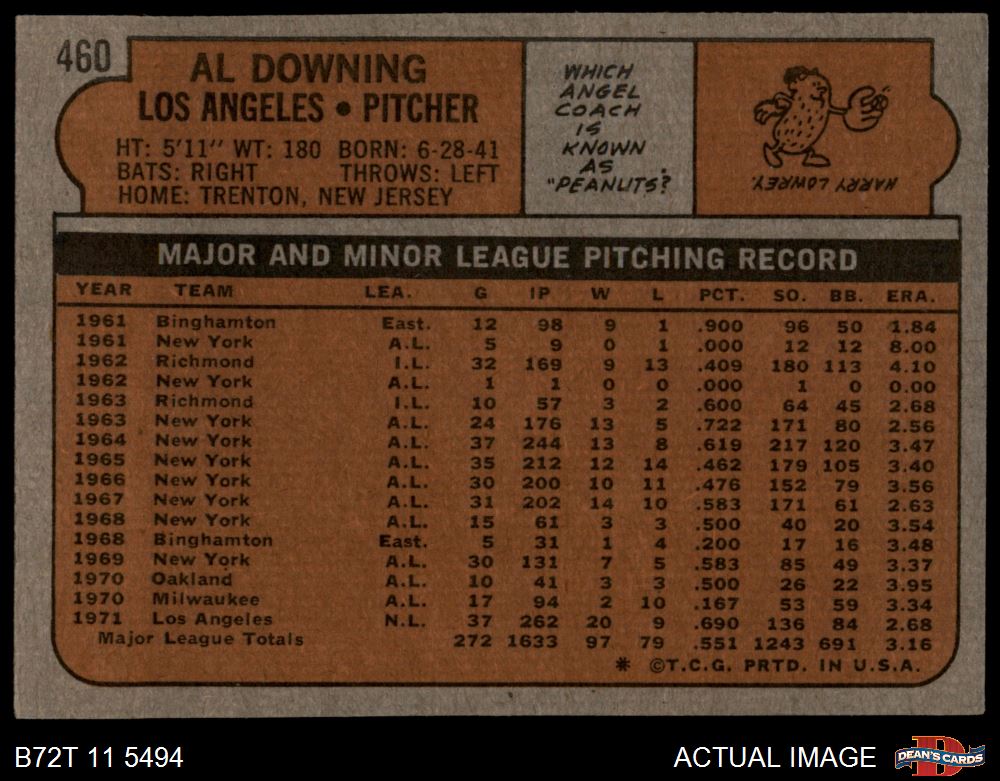 460
AL DOWNING
LOS ANGELES • PITCHER
HT: 5'11" WT: 180 BORN: 6-28-41
BATS: RIGHT THROWS: LEFT
HOME: TRENTON, NEW JERSEY
WHICH
ANGEL
COACH
IS
KNOWN
AS
"PEANUTS?
HARRY LOWREY.
MAJOR AND MINOR LEAGUE PITCHING RECORD
YEAR TEAM LEA. G IP W L PCT. SO. BB. ERA.
1961 Binghamton East. 12 98 9 1 .900 96 50 1.84
1961 New York A.L. 5 9 0 1 .000 12 12 8.00
1962 Richmond I.L. 32 169 9 13 .409 180 113 4.10
1962 New York A.L. 1 1 0 0 .000 1 0 0.00
1963 Richmond I.L. 10 57 3 2 .600 64 45 2.68
1963 New York A.L. 24 176 13 5 .722 171 80 2.56
1964 New York A.L. 37 244 13 8 .619 217 120 3.47
1965 New York A.L. 35 212 12 14 .462 179 105 3.40
1966 New York A.L. 30 200 10 11 .476 152 79 3.56
1967 New York A.L. 31 202 14 10 .583 171 61 2.63
1968 New York A.L. 15 61 3 3 .500 40 20 3.54
1968 Binghamton East. 5 31 1 4 .200 17 16 3.48
1969 New York A.L. 30 131 7 5 .583 85 49 3.37
1970 Oakland A.L. 10 41 3 3 .500 26 22 3.95
1970 Milwaukee A.L. 17 94 2 10 .167 53 59 3.34
1971 Los Angeles N.L. 37 262 20 9 .690 136 84 2.68
Major League Totals 272 1633 97 79 .551 1243 691 3.16
* ©T.C.G. PRTD. IN U.S.A.
B72T 11 5494
ACTUAL IMAGE
D
DEAN'S CARDS